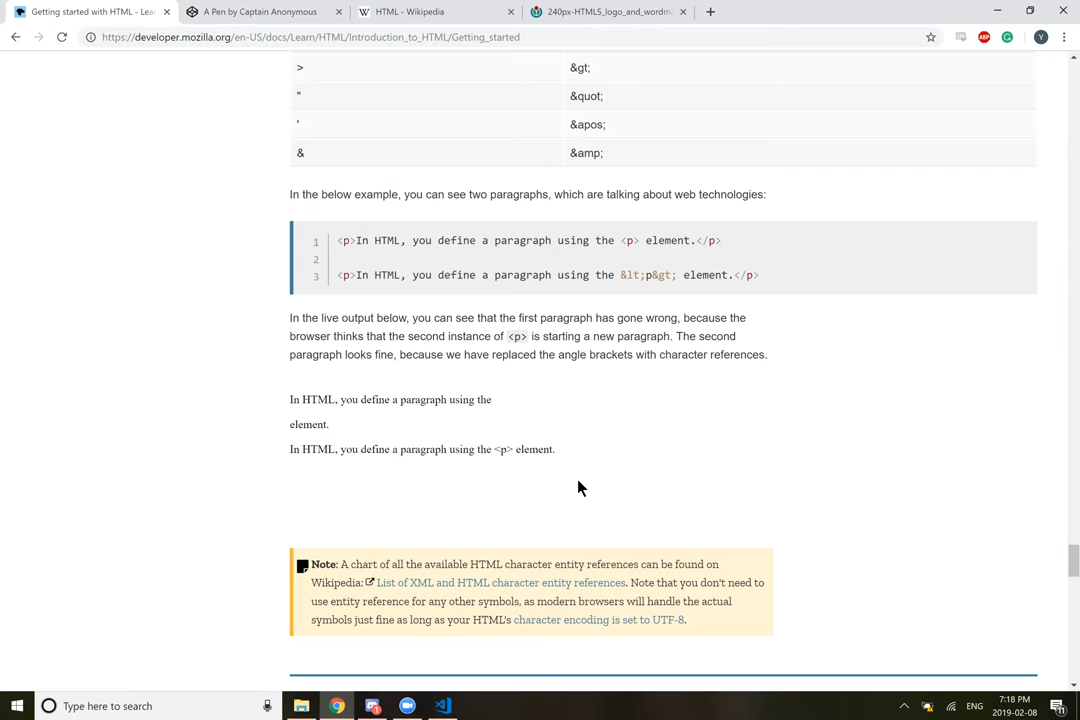 Getting started with HTML - Lea
A Pen by Captain Anonymous
HTML - Wikipedia
240px-HTML5_logo_and_wordm
https://developer.mozilla.org/en-US/docs/Learn/HTML/Introduction_to_HTML/Getting_started
ABP
Y
> &gt;
" &quot;
' &apos;
& &amp;
In the below example, you can see two paragraphs, which are talking about web technologies:
1 <p>In HTML, you define a paragraph using the <p> element.</p>
2
3 <p>In HTML, you define a paragraph using the &lt;p&gt; element.</p>
In the live output below, you can see that the first paragraph has gone wrong, because the
browser thinks that the second instance of <p> is starting a new paragraph. The second
paragraph looks fine, because we have replaced the angle brackets with character references.
In HTML, you define a paragraph using the
element.
In HTML, you define a paragraph using the <p> element.
Note: A chart of all the available HTML character entity references can be found on
Wikipedia: List of XML and HTML character entity references. Note that you don't need to
use entity reference for any other symbols, as modern browsers will handle the actual
symbols just fine as long as your HTML's character encoding is set to UTF-8.
Type here to search
ENG
7:18 PM
2019-02-08